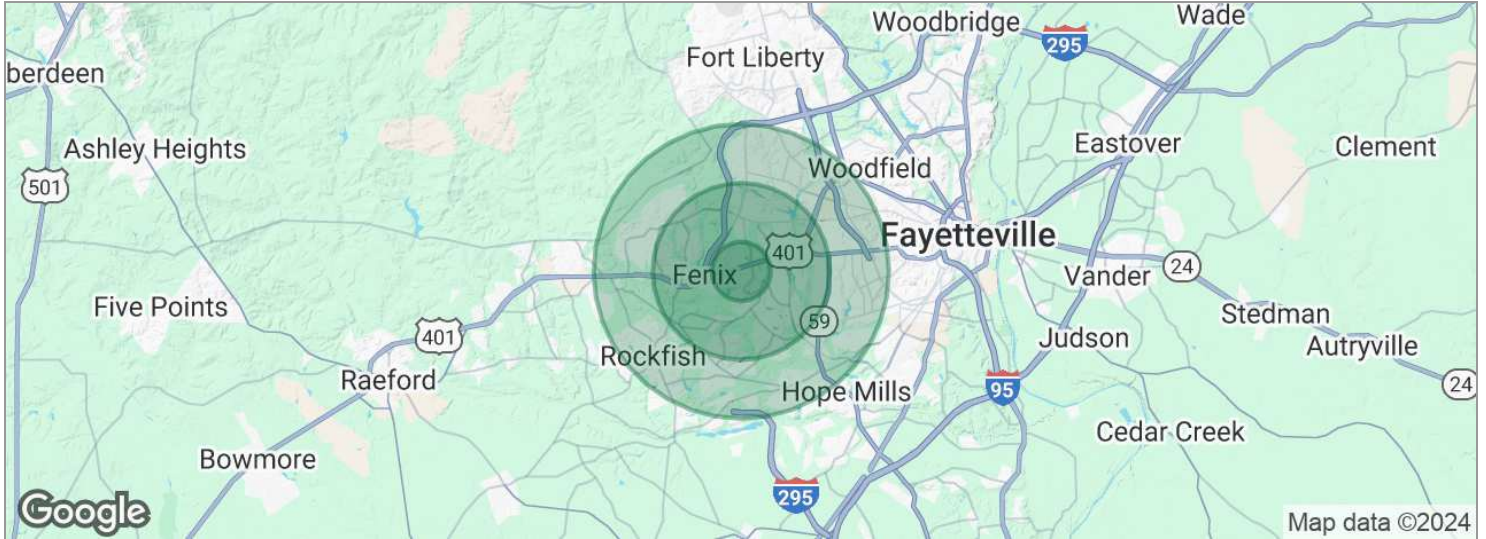 Woodbridge
Wade
295
Fort Liberty
berdeen
Ashley Heights
Eastover
Clement
Woodfield
501
Fayetteville
401
Fenix
Vander
24
Five Points
Stedman
59
Judson
Autryville
401
Rockfish
Raeford
Hope Mills
95
24
Cedar Creek
Bowmore
295
Google
Map data ©2024